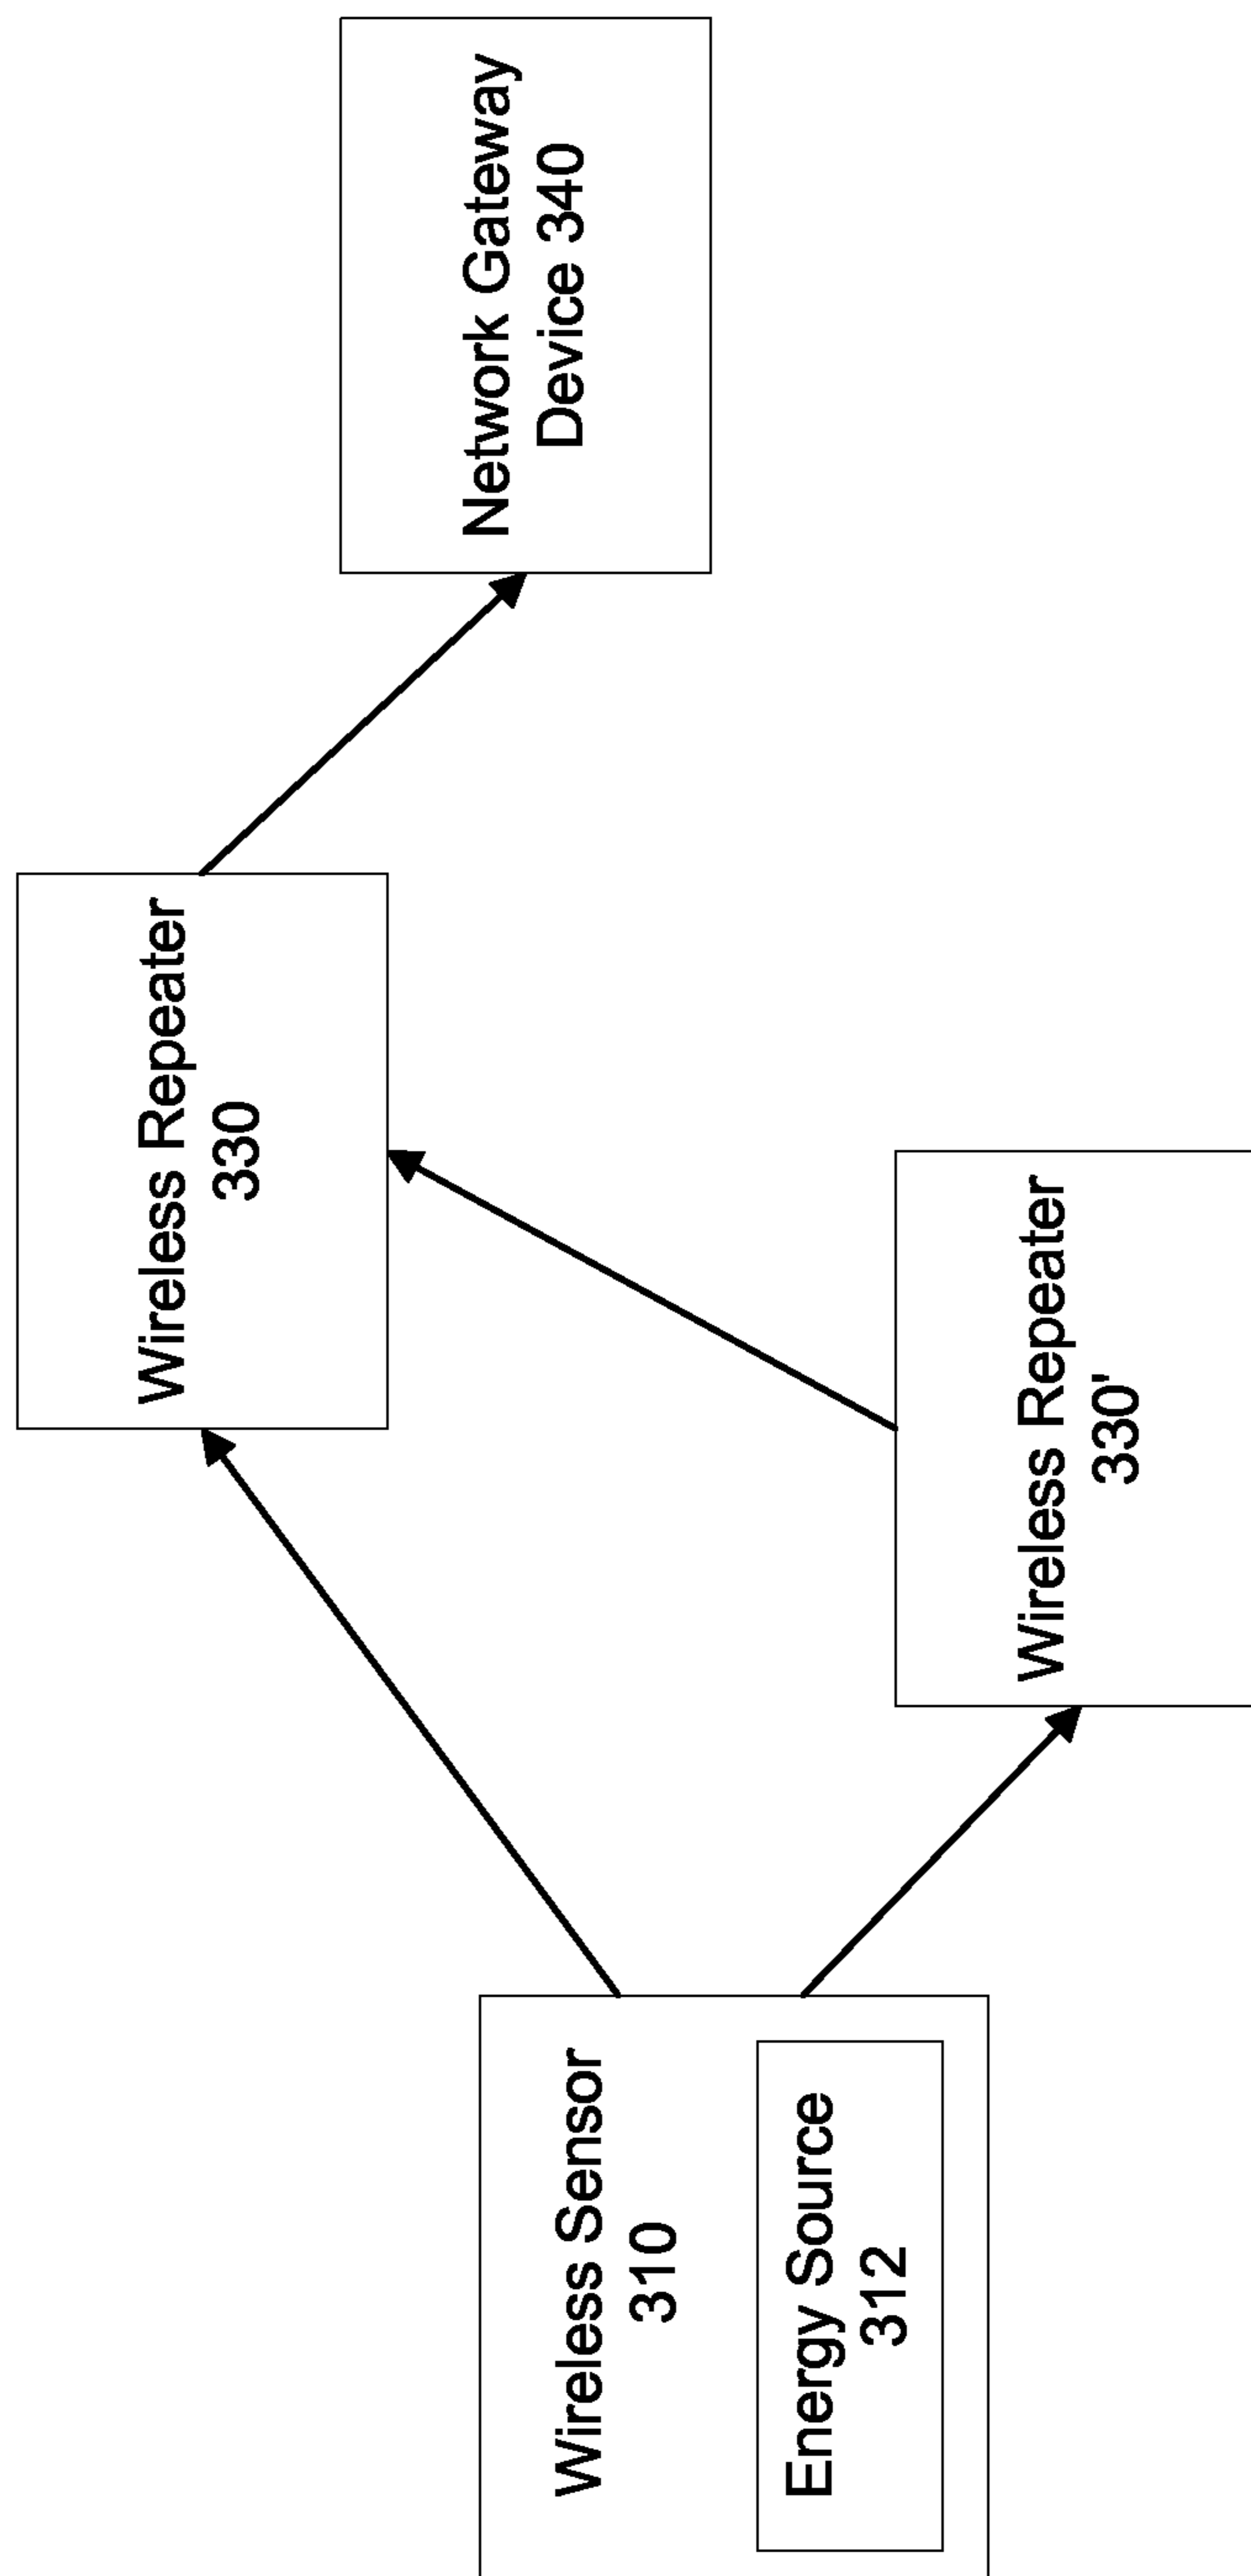 Wireless Sensor
310
Energy Source
312
Wireless Repeater
330
Wireless Repeater
330'
Network Gateway
Device 340